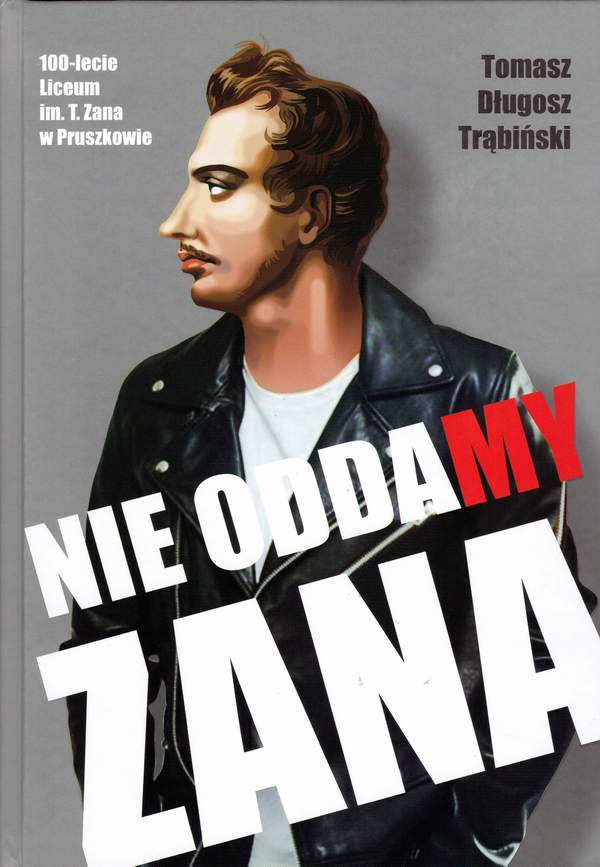 100-lecie
Liceum
im. T. Zana
w Pruszkowie
Tomasz
Długosz
Trąbiński
NIE ODDAMY
ZANA